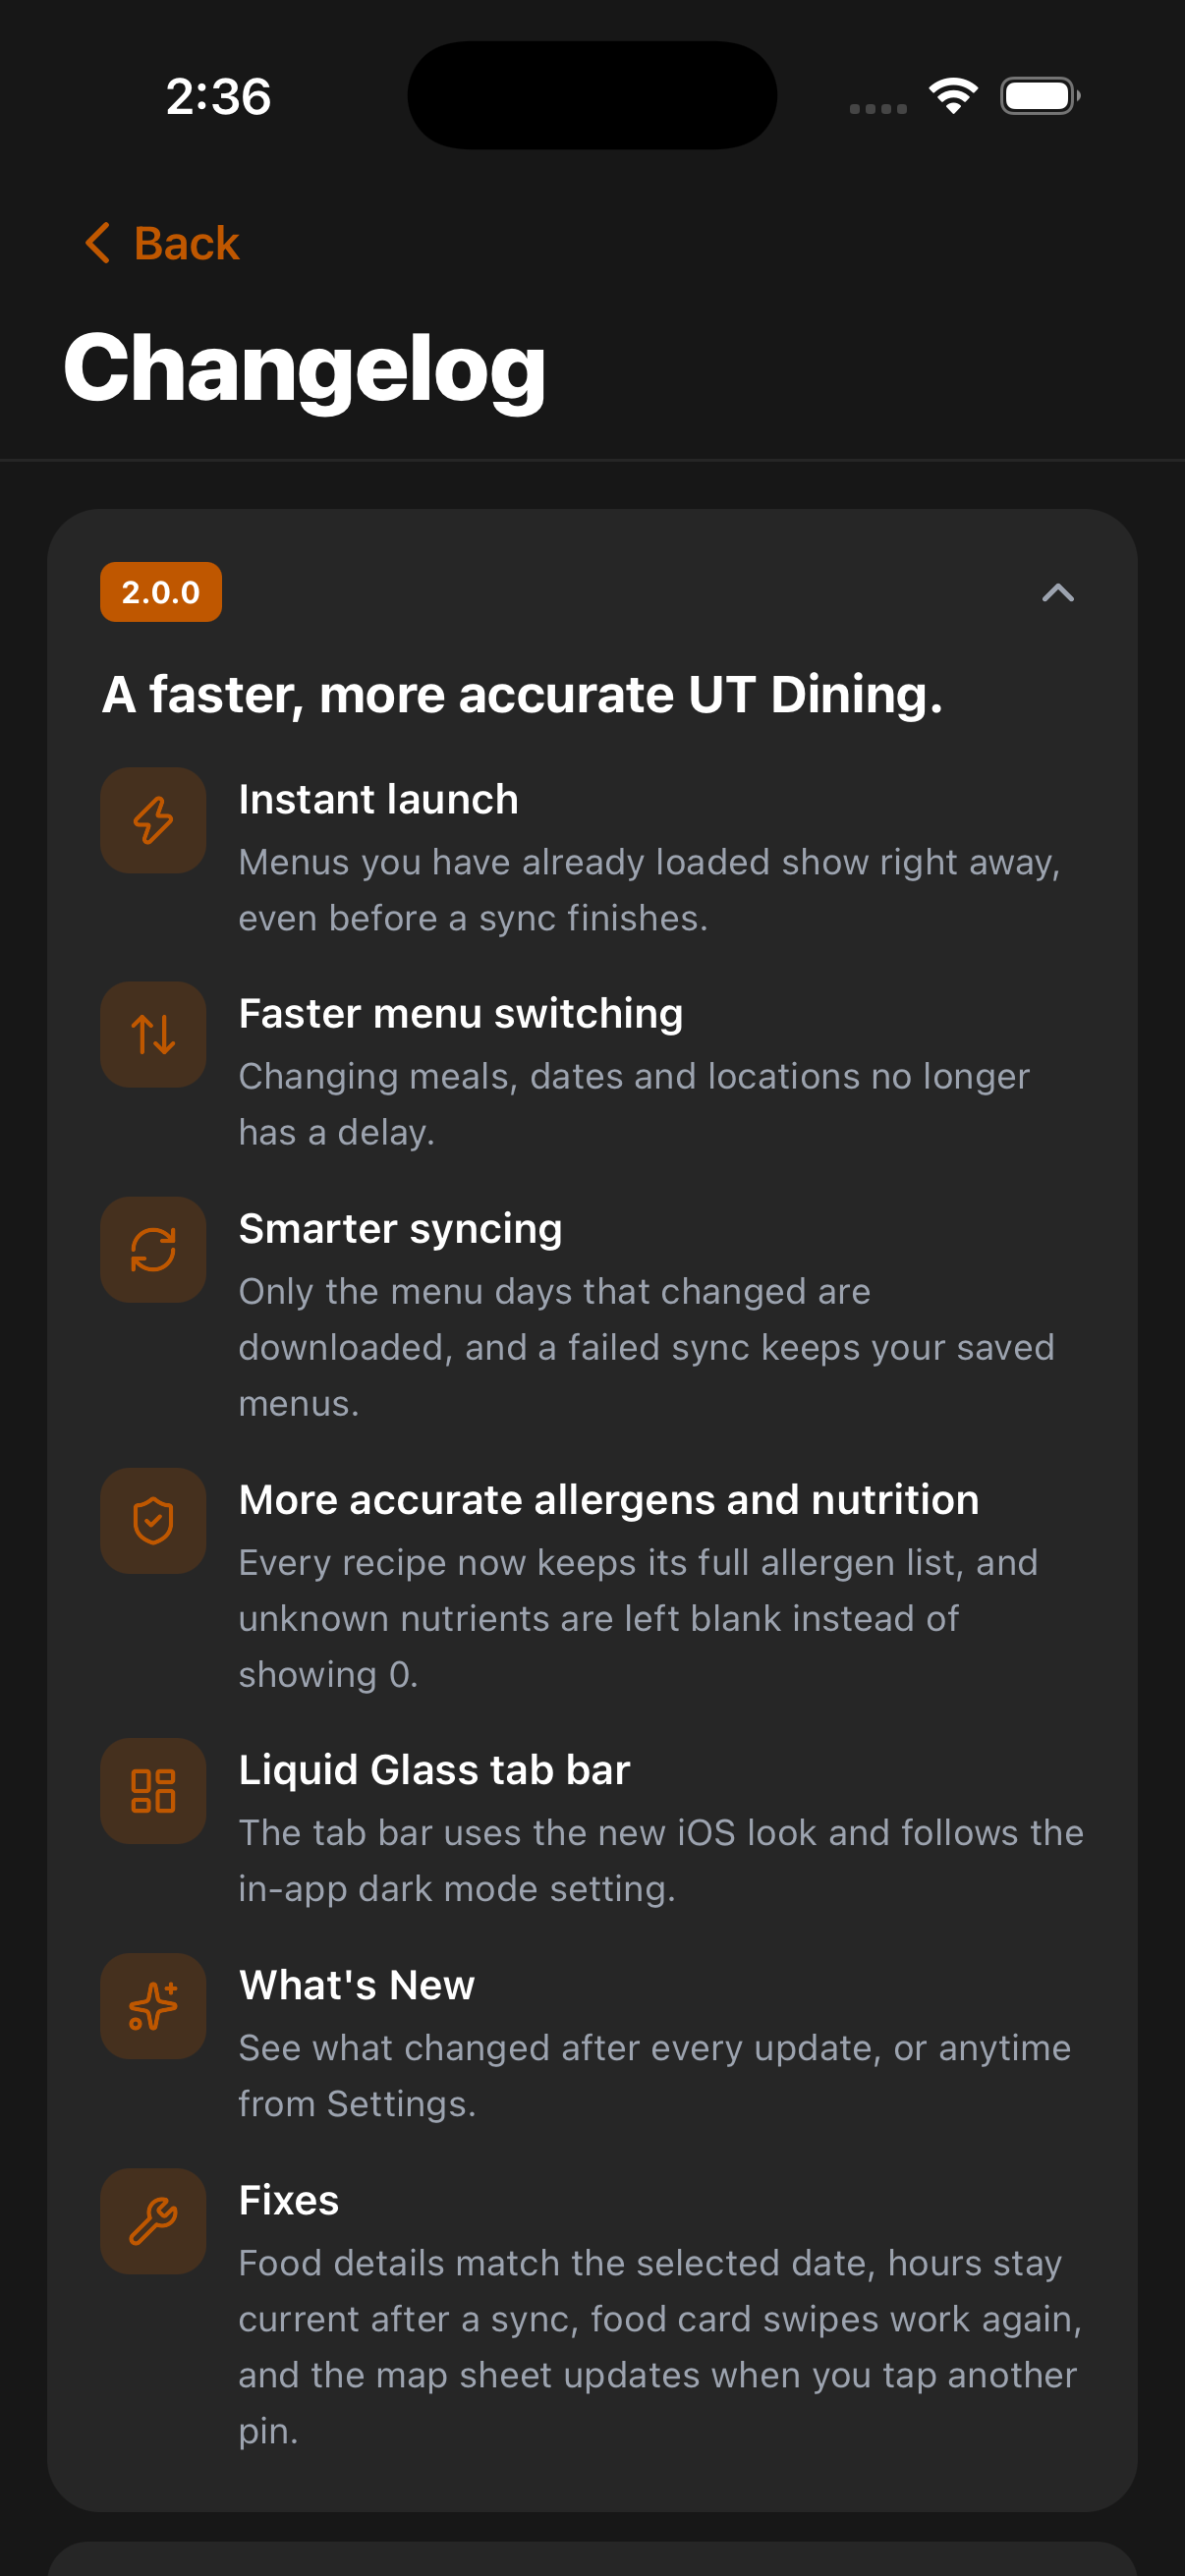 2:36
Back
Changelog
2.0.0
A faster, more accurate UT Dining.
Instant launch
Menus you have already loaded show right away,
even before a sync finishes.
Faster menu switching
Changing meals, dates and locations no longer
has a delay.
Smarter syncing
Only the menu days that changed are
downloaded, and a failed sync keeps your saved
menus.
More accurate allergens and nutrition
Every recipe now keeps its full allergen list, and
unknown nutrients are left blank instead of
showing 0.
Liquid Glass tab bar
The tab bar uses the new iOS look and follows the
in-app dark mode setting.
What's New
See what changed after every update, or anytime
from Settings.
Fixes
Food details match the selected date, hours stay
current after a sync, food card swipes work again,
and the map sheet updates when you tap another
pin.